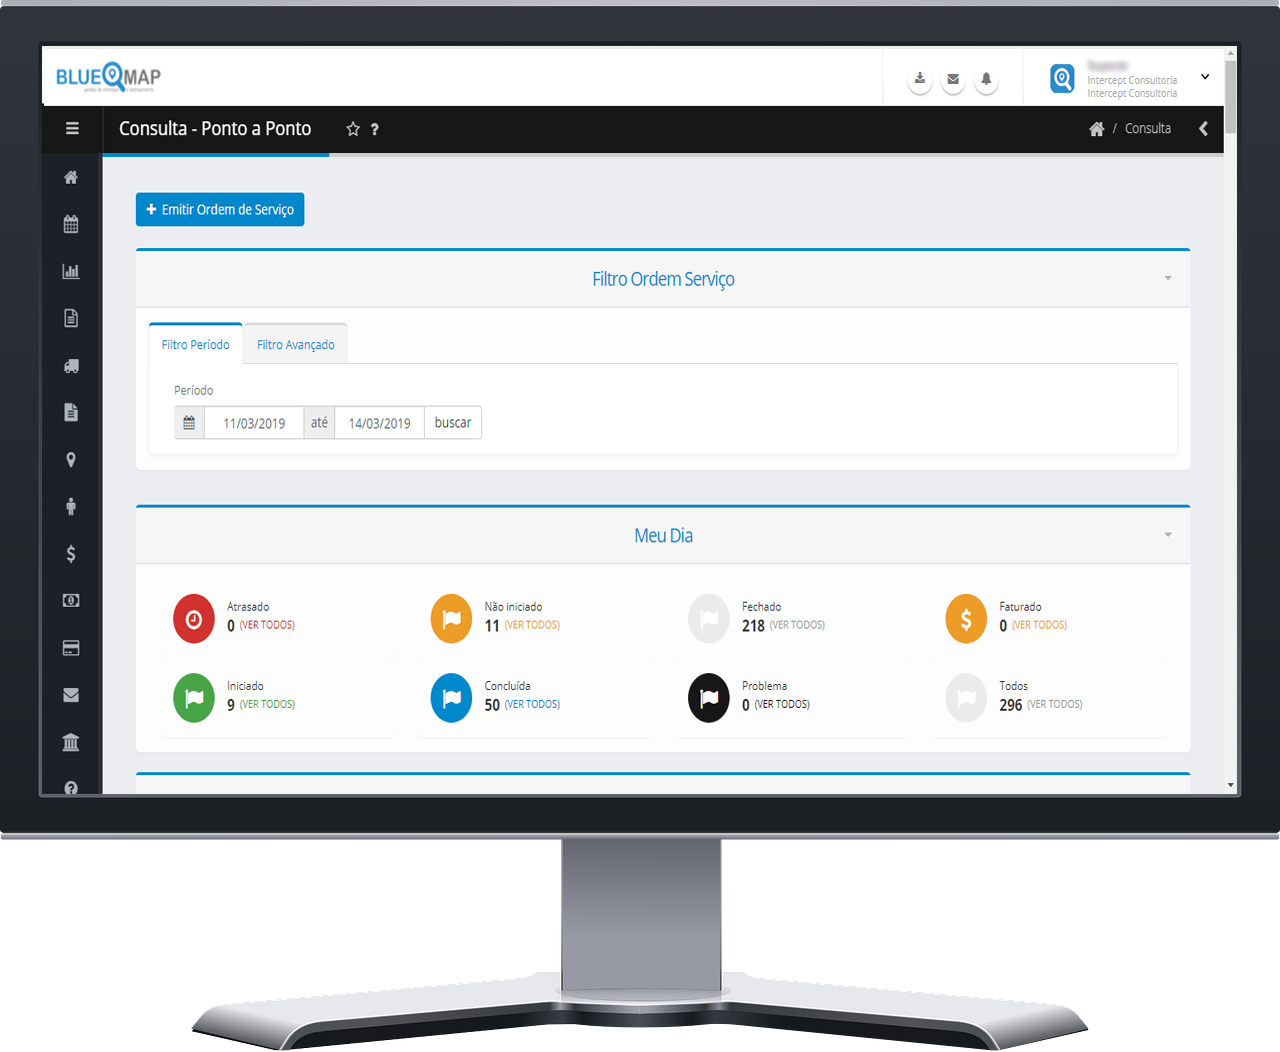 BLUE MAP
Intercept Consultoria
Intercept Consultoria
Consulta - Ponto a Ponto
?
/ Consulta
+ Emitir Ordem de Serviço
Filtro Ordem Serviço
Filtro Período
Filtro Avançado
Período
11/03/2019 até 14/03/2019 buscar
Meu Dia
Atrasado
0 (VER TODOS)
Não iniciado
11 (VER TODOS)
Fechado
218 (VER TODOS)
Faturado
0 (VER TODOS)
Iniciado
9 (VER TODOS)
Concluída
50 (VER TODOS)
Problema
0 (VER TODOS)
Todos
296 (VER TODOS)